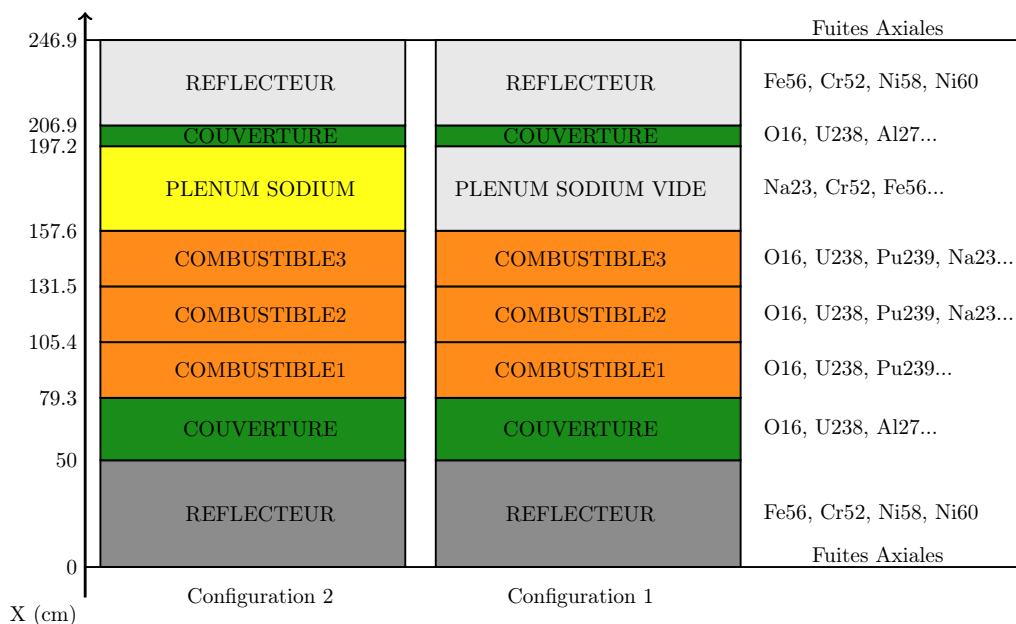 Fuites Axiales
246.9
REFLECTEUR REFLECTEUR Fe56, Cr52, Ni58, Ni60
206.9
COUVERTURE COUVERTURE O16, U238, Al27...
197.2
PLENUM SODIUM PLENUM SODIUM VIDE Na23, Cr52, Fe56...
157.6
COMBUSTIBLE3 COMBUSTIBLE3 O16, U238, Pu239, Na23...
131.5
COMBUSTIBLE2 COMBUSTIBLE2 O16, U238, Pu239, Na23...
105.4
COMBUSTIBLE1 COMBUSTIBLE1 O16, U238, Pu239...
79.3
COUVERTURE COUVERTURE O16, U238, Al27...
50
REFLECTEUR REFLECTEUR Fe56, Cr52, Ni58, Ni60
Fuites Axiales
0
Configuration 2 Configuration 1
X (cm)